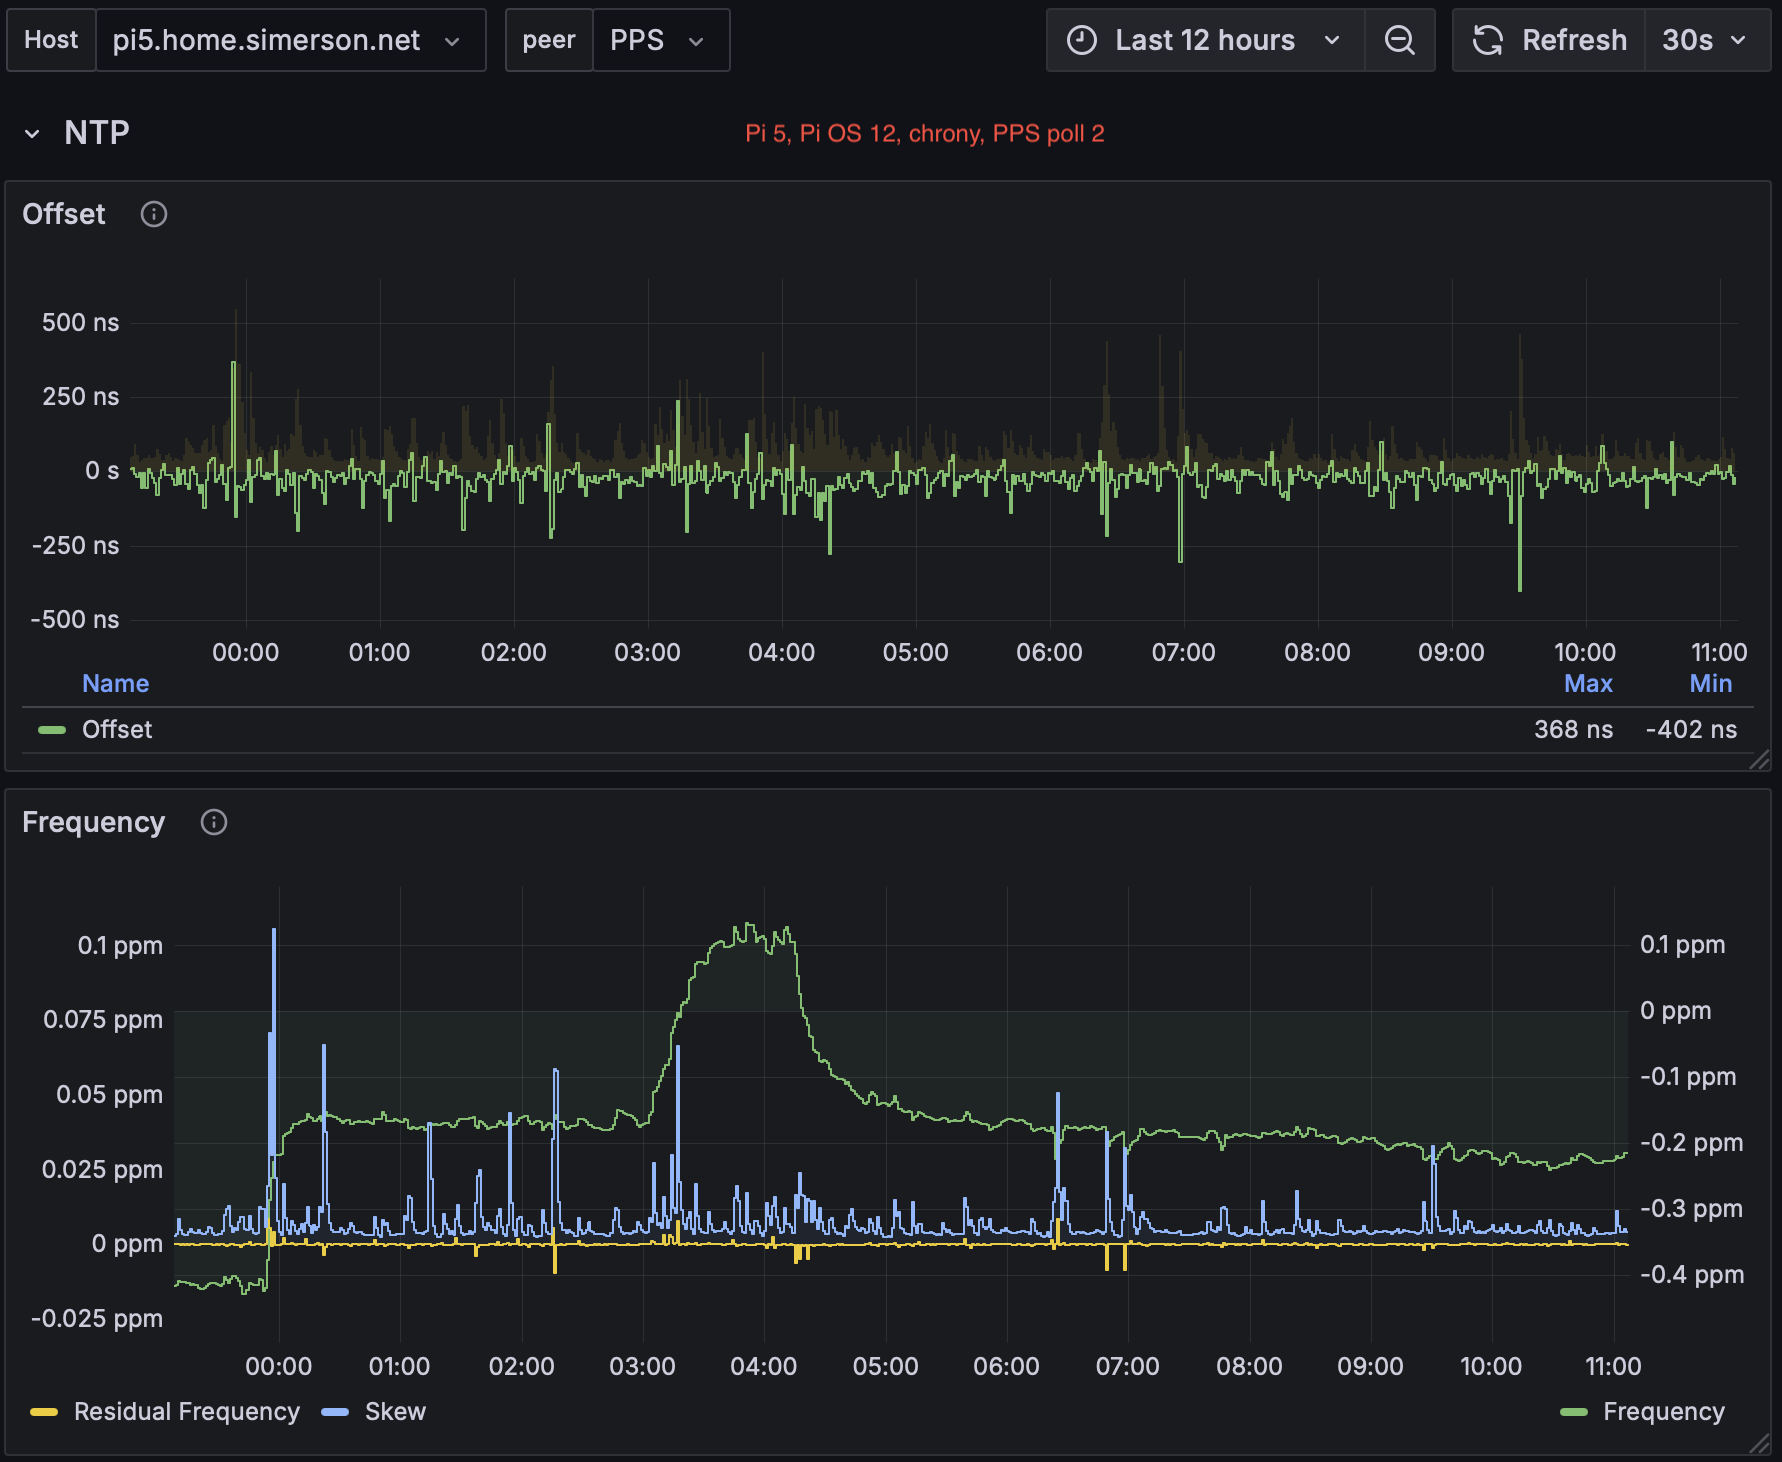 Host pi5.home.simerson.net peer PPS Last 12 hours Refresh 30s
NTP
Pi 5, Pi OS 12, chrony, PPS poll 2
Offset
500 ns
250 ns
0 s
-250 ns
-500 ns
00:00 01:00 02:00 03:00 04:00 05:00 06:00 07:00 08:00 09:00 10:00 11:00
Name Max Min
Offset 368 ns -402 ns
Frequency
0.1 ppm 0.1 ppm
0.075 ppm 0 ppm
0.05 ppm -0.1 ppm
0.025 ppm -0.2 ppm
0 ppm -0.3 ppm
-0.025 ppm -0.4 ppm
00:00 01:00 02:00 03:00 04:00 05:00 06:00 07:00 08:00 09:00 10:00 11:00
Residual Frequency Skew Frequency